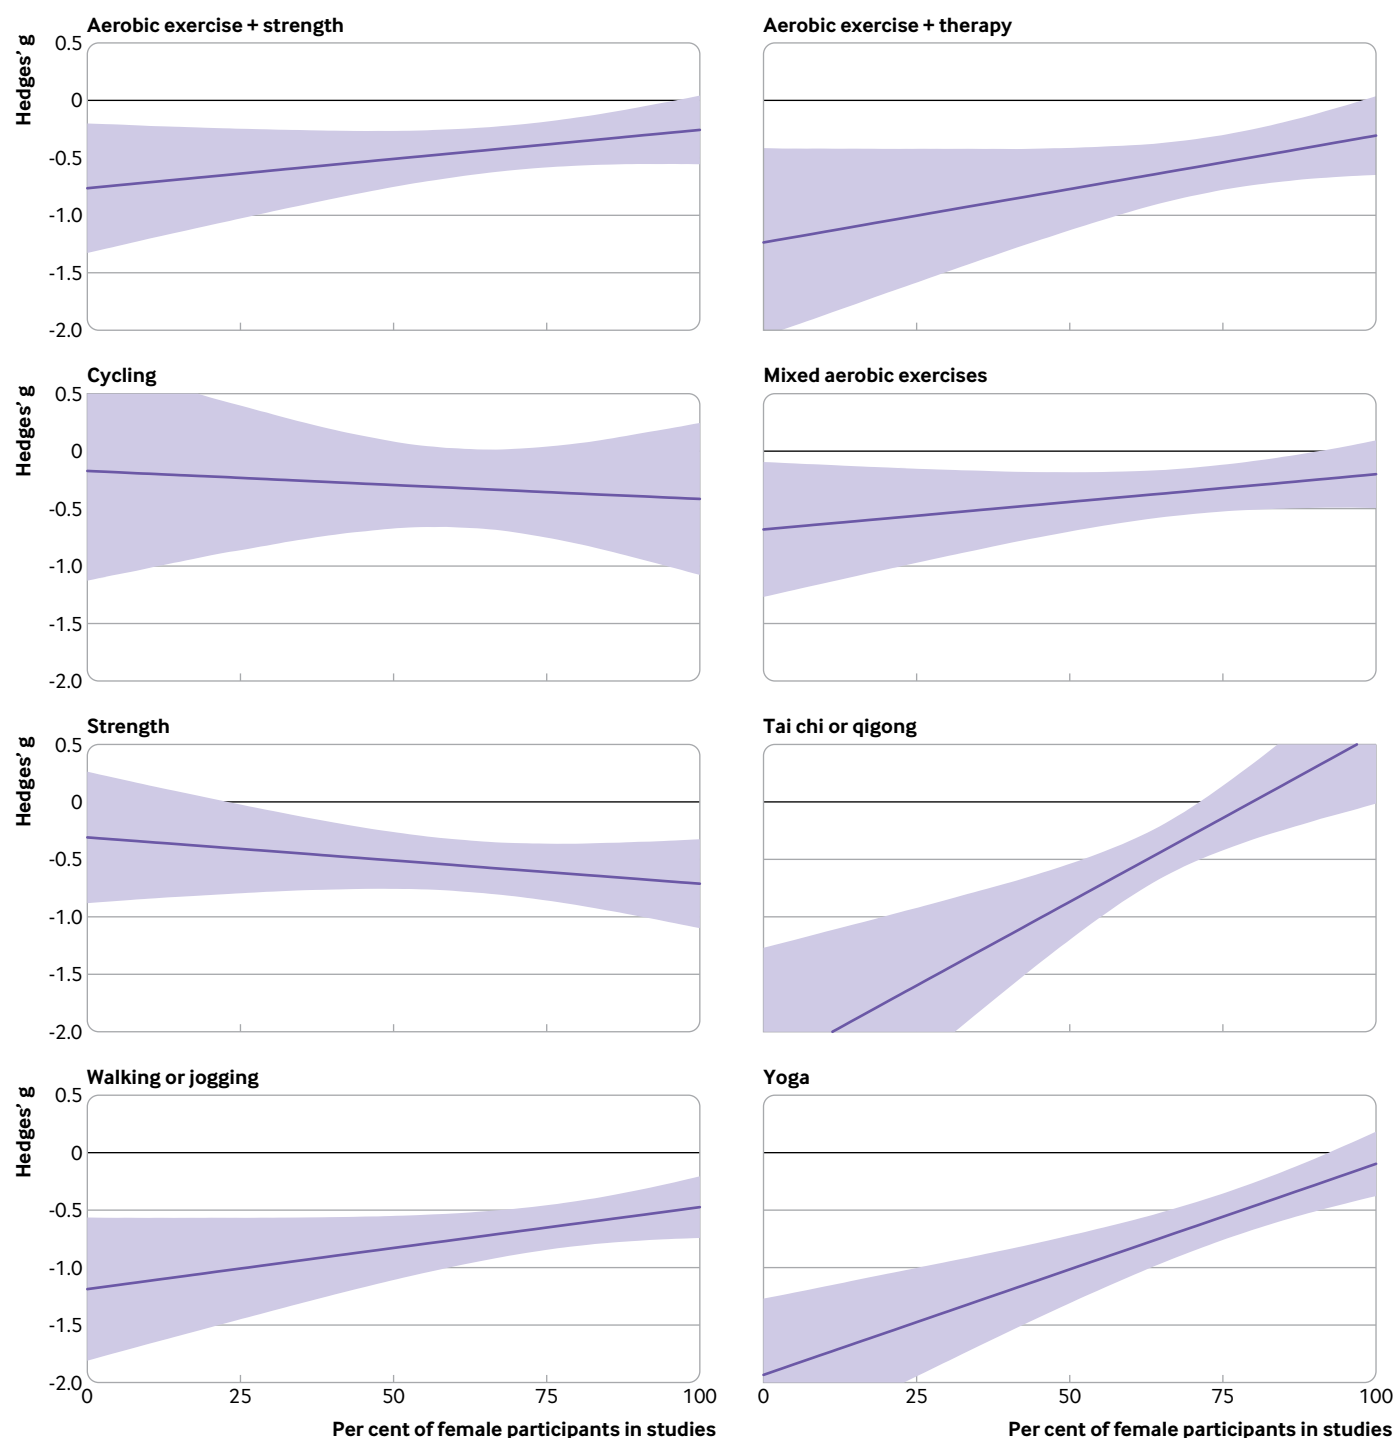 Aerobic exercise + strength
Aerobic exercise + therapy
Hedges' g
0.5
0
-0.5
-1.0
-1.5
-2.0
Cycling
Mixed aerobic exercises
Hedges' g
0.5
0
-0.5
-1.0
-1.5
-2.0
Strength
Tai chi or qigong
Hedges' g
0.5
0
-0.5
-1.0
-1.5
-2.0
Walking or jogging
Yoga
Hedges' g
0.5
0
-0.5
-1.0
-1.5
-2.0
0 25 50 75 100
0 25 50 75 100
Per cent of female participants in studies
Per cent of female participants in studies